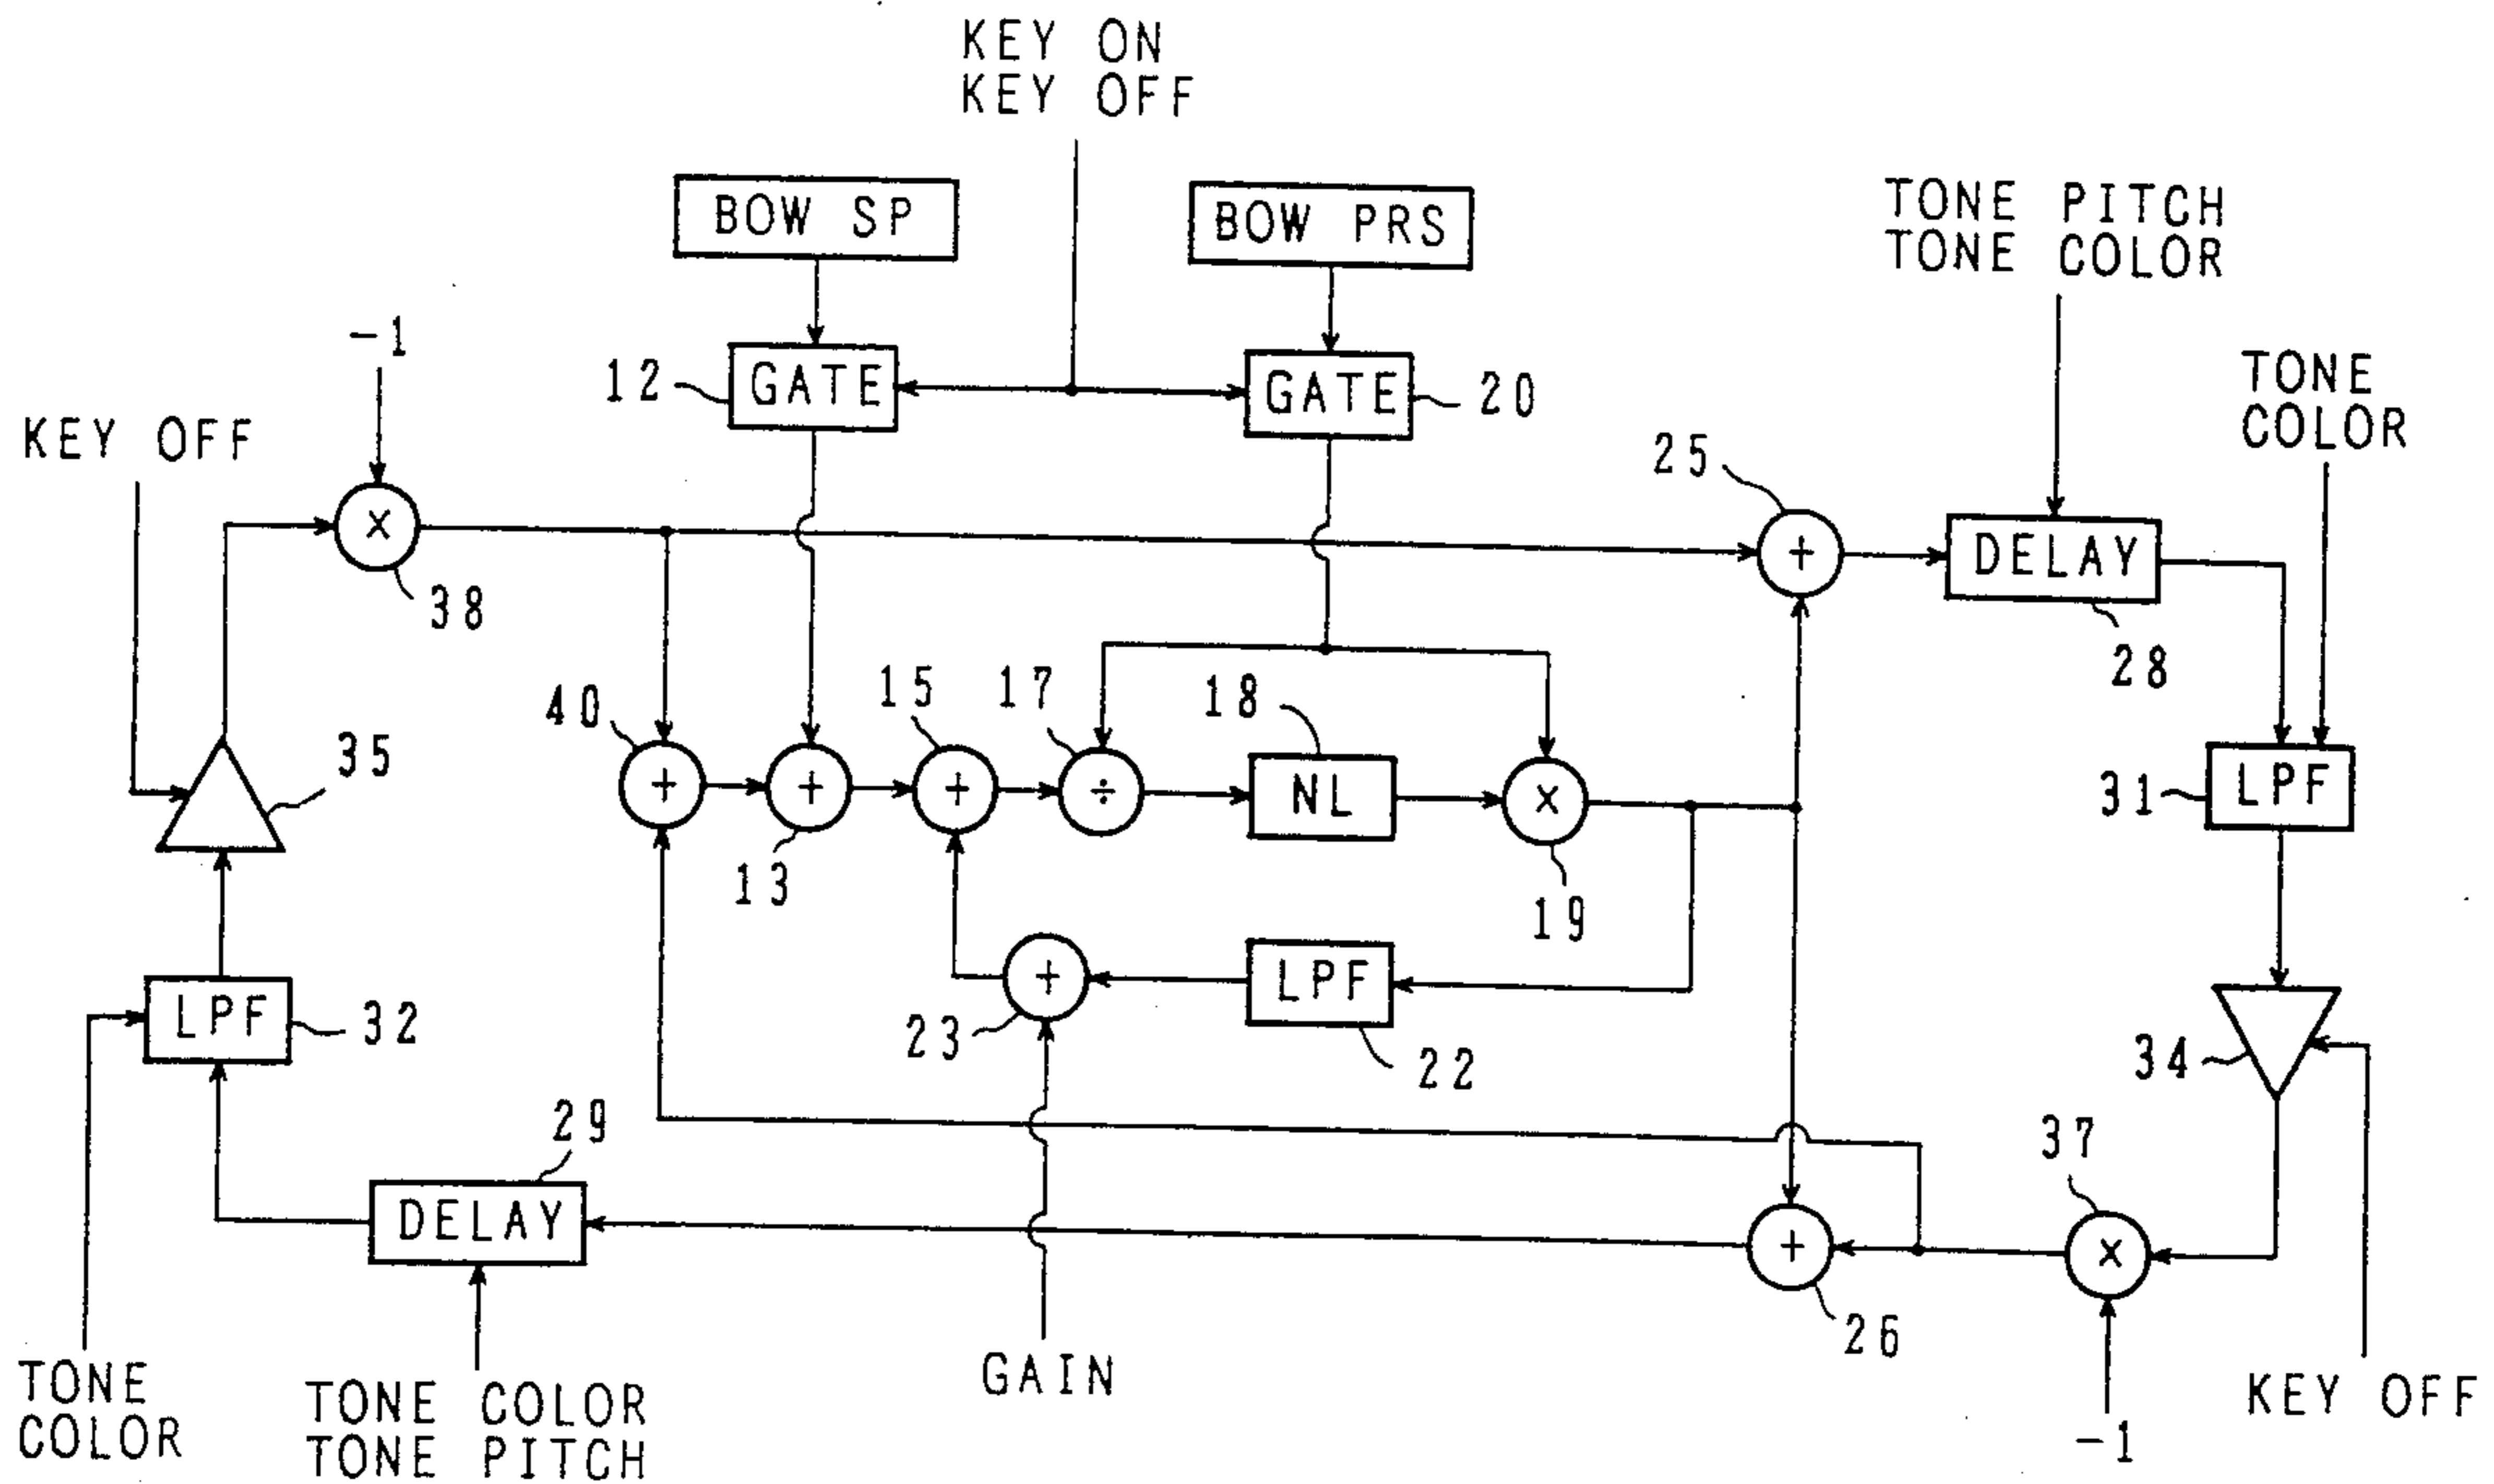 KEY ON
KEY OFF
BOW SP
BOW PRS
TONE PITCH
TONE COLOR
-1
12
GATE
GATE
20
TONE
COLOR
KEY OFF
25
×
38
+
DELAY
28
40
15
17
18
35
+
+
+
÷
NL
×
31
LPF
13
19
LPF
32
+
LPF
23
22
34
29
37
DELAY
+
×
26
GAIN
TONE
COLOR
TONE COLOR
TONE PITCH
KEY OFF
-1